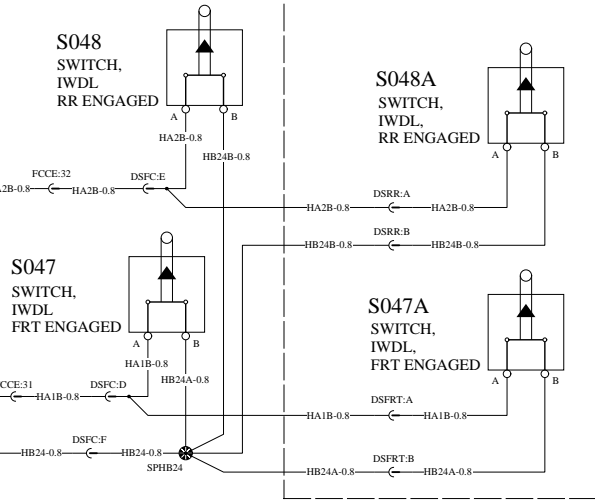 S048
SWITCH,
IWDL
RR ENGAGED
A
B
HA2B-0.8
HB24B-0.8
FCCE:32
DSFC:E
HA2B-0.8
S048A
SWITCH,
IWDL,
RR ENGAGED
A
B
DSRR:A
HA2B-0.8
HA2B-0.8
DSRR:B
HB24B-0.8
HB24B-0.8
S047
SWITCH,
IWDL
FRT ENGAGED
A
B
HA1B-0.8
HB24A-0.8
CCE:31
DSFC:D
HA1B-0.8
DSFC:F
HB24-0.8
HB24-0.8
SPHB24
S047A
SWITCH,
IWDL,
FRT ENGAGED
A
B
DSFRT:A
HA1B-0.8
HA1B-0.8
DSFRT:B
HB24A-0.8
HB24A-0.8